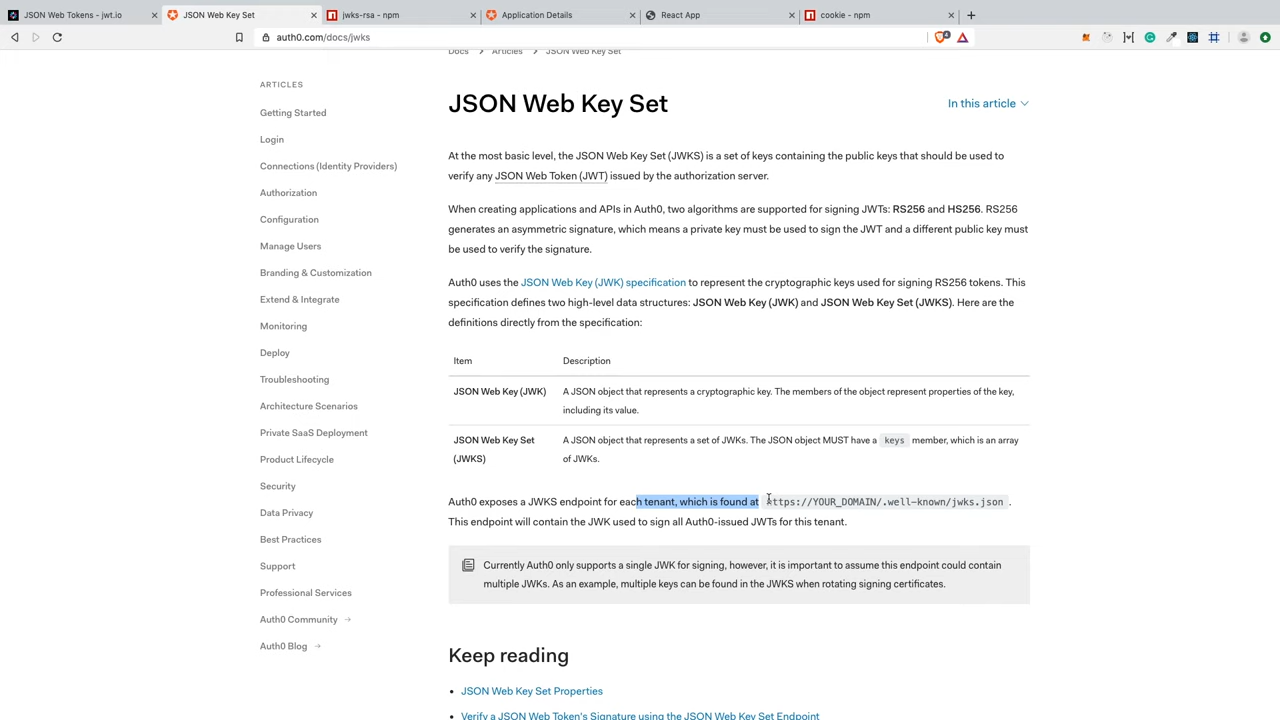 JSON Web Tokens - jwt.io
JSON Web Key Set
jwks-rsa - npm
Application Details
React App
cookie - npm
auth0.com/docs/jwks
Docs > Articles > JSON Web Key Set
ARTICLES
Getting Started
Login
Connections (Identity Providers)
Authorization
Configuration
Manage Users
Branding & Customization
Extend & Integrate
Monitoring
Deploy
Troubleshooting
Architecture Scenarios
Private SaaS Deployment
Product Lifecycle
Security
Data Privacy
Best Practices
Support
Professional Services
Auth0 Community →
Auth0 Blog →
JSON Web Key Set
In this article
At the most basic level, the JSON Web Key Set (JWKS) is a set of keys containing the public keys that should be used to
verify any JSON Web Token (JWT) issued by the authorization server.
When creating applications and APIs in Auth0, two algorithms are supported for signing JWTs: RS256 and HS256. RS256
generates an asymmetric signature, which means a private key must be used to sign the JWT and a different public key must
be used to verify the signature.
Auth0 uses the JSON Web Key (JWK) specification to represent the cryptographic keys used for signing RS256 tokens. This
specification defines two high-level data structures: JSON Web Key (JWK) and JSON Web Key Set (JWKS). Here are the
definitions directly from the specification:
Item Description
JSON Web Key (JWK) A JSON object that represents a cryptographic key. The members of the object represent properties of the key,
including its value.
JSON Web Key Set A JSON object that represents a set of JWKs. The JSON object MUST have a keys member, which is an array
(JWKS) of JWKs.
Auth0 exposes a JWKS endpoint for each tenant, which is found at https://YOUR_DOMAIN/.well-known/jwks.json .
This endpoint will contain the JWK used to sign all Auth0-issued JWTs for this tenant.
Currently Auth0 only supports a single JWK for signing, however, it is important to assume this endpoint could contain
multiple JWKs. As an example, multiple keys can be found in the JWKS when rotating signing certificates.
Keep reading
• JSON Web Key Set Properties
• Verify a JSON Web Token's Signature using the JSON Web Key Set Endpoint